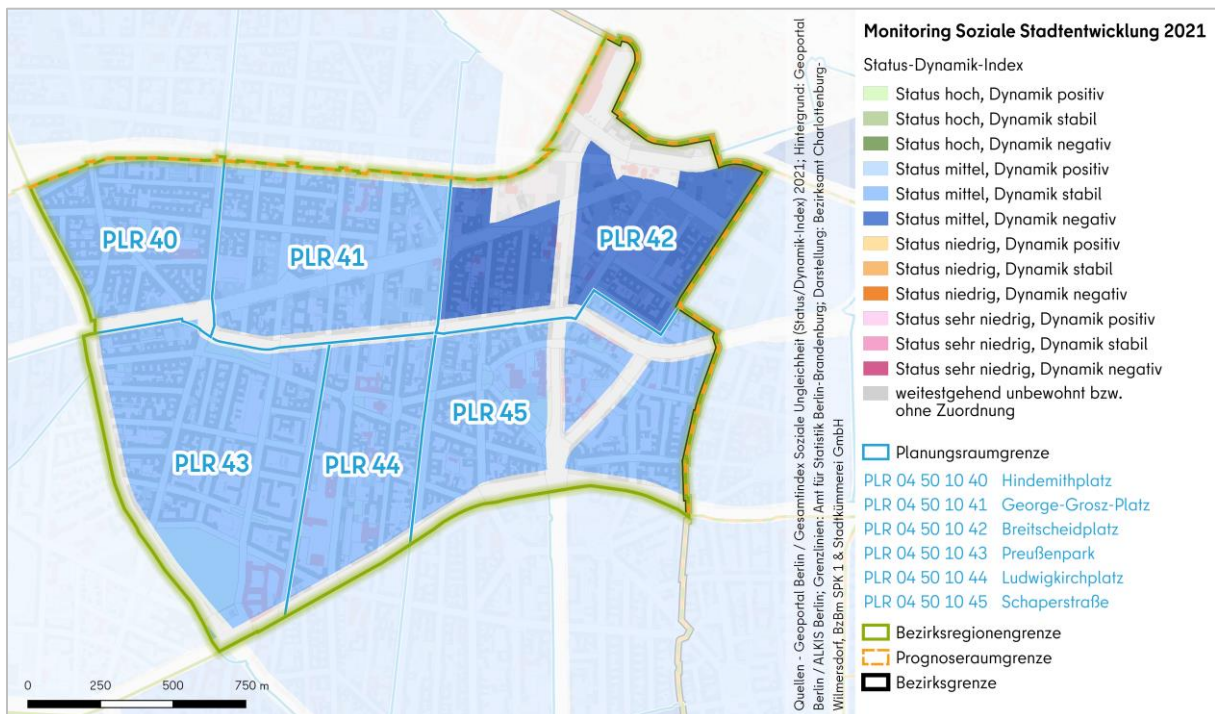 PLR 40
PLR 41
PLR 42
PLR 43
PLR 44
PLR 45
0 250 500 750 m
Quellen - Geoportal Berlin / Gesamtindex Soziale Ungleichheit (Status/Dynamik-Index) 2021; Hintergrund: Geoportal
Berlin / ALKIS Berlin; Grenzlinien: Amt für Statistik Berlin-Brandenburg; Darstellung: Bezirksamt Charlottenburg-
Wilmersdorf, BzBm SPK 1 & Stadtkümmerei GmbH
Monitoring Soziale Stadtentwicklung 2021
Status-Dynamik-Index
Status hoch, Dynamik positiv
Status hoch, Dynamik stabil
Status hoch, Dynamik negativ
Status mittel, Dynamik positiv
Status mittel, Dynamik stabil
Status mittel, Dynamik negativ
Status niedrig, Dynamik positiv
Status niedrig, Dynamik stabil
Status niedrig, Dynamik negativ
Status sehr niedrig, Dynamik positiv
Status sehr niedrig, Dynamik stabil
Status sehr niedrig, Dynamik negativ
weitestgehend unbewohnt bzw.
ohne Zuordnung
Planungsraumgrenze
PLR 04 50 10 40 Hindemithplatz
PLR 04 50 10 41 George-Grosz-Platz
PLR 04 50 10 42 Breitscheidplatz
PLR 04 50 10 43 Preußenpark
PLR 04 50 10 44 Ludwigkirchplatz
PLR 04 50 10 45 Schaperstraße
Bezirksregionengrenze
Prognoseraumgrenze
Bezirksgrenze